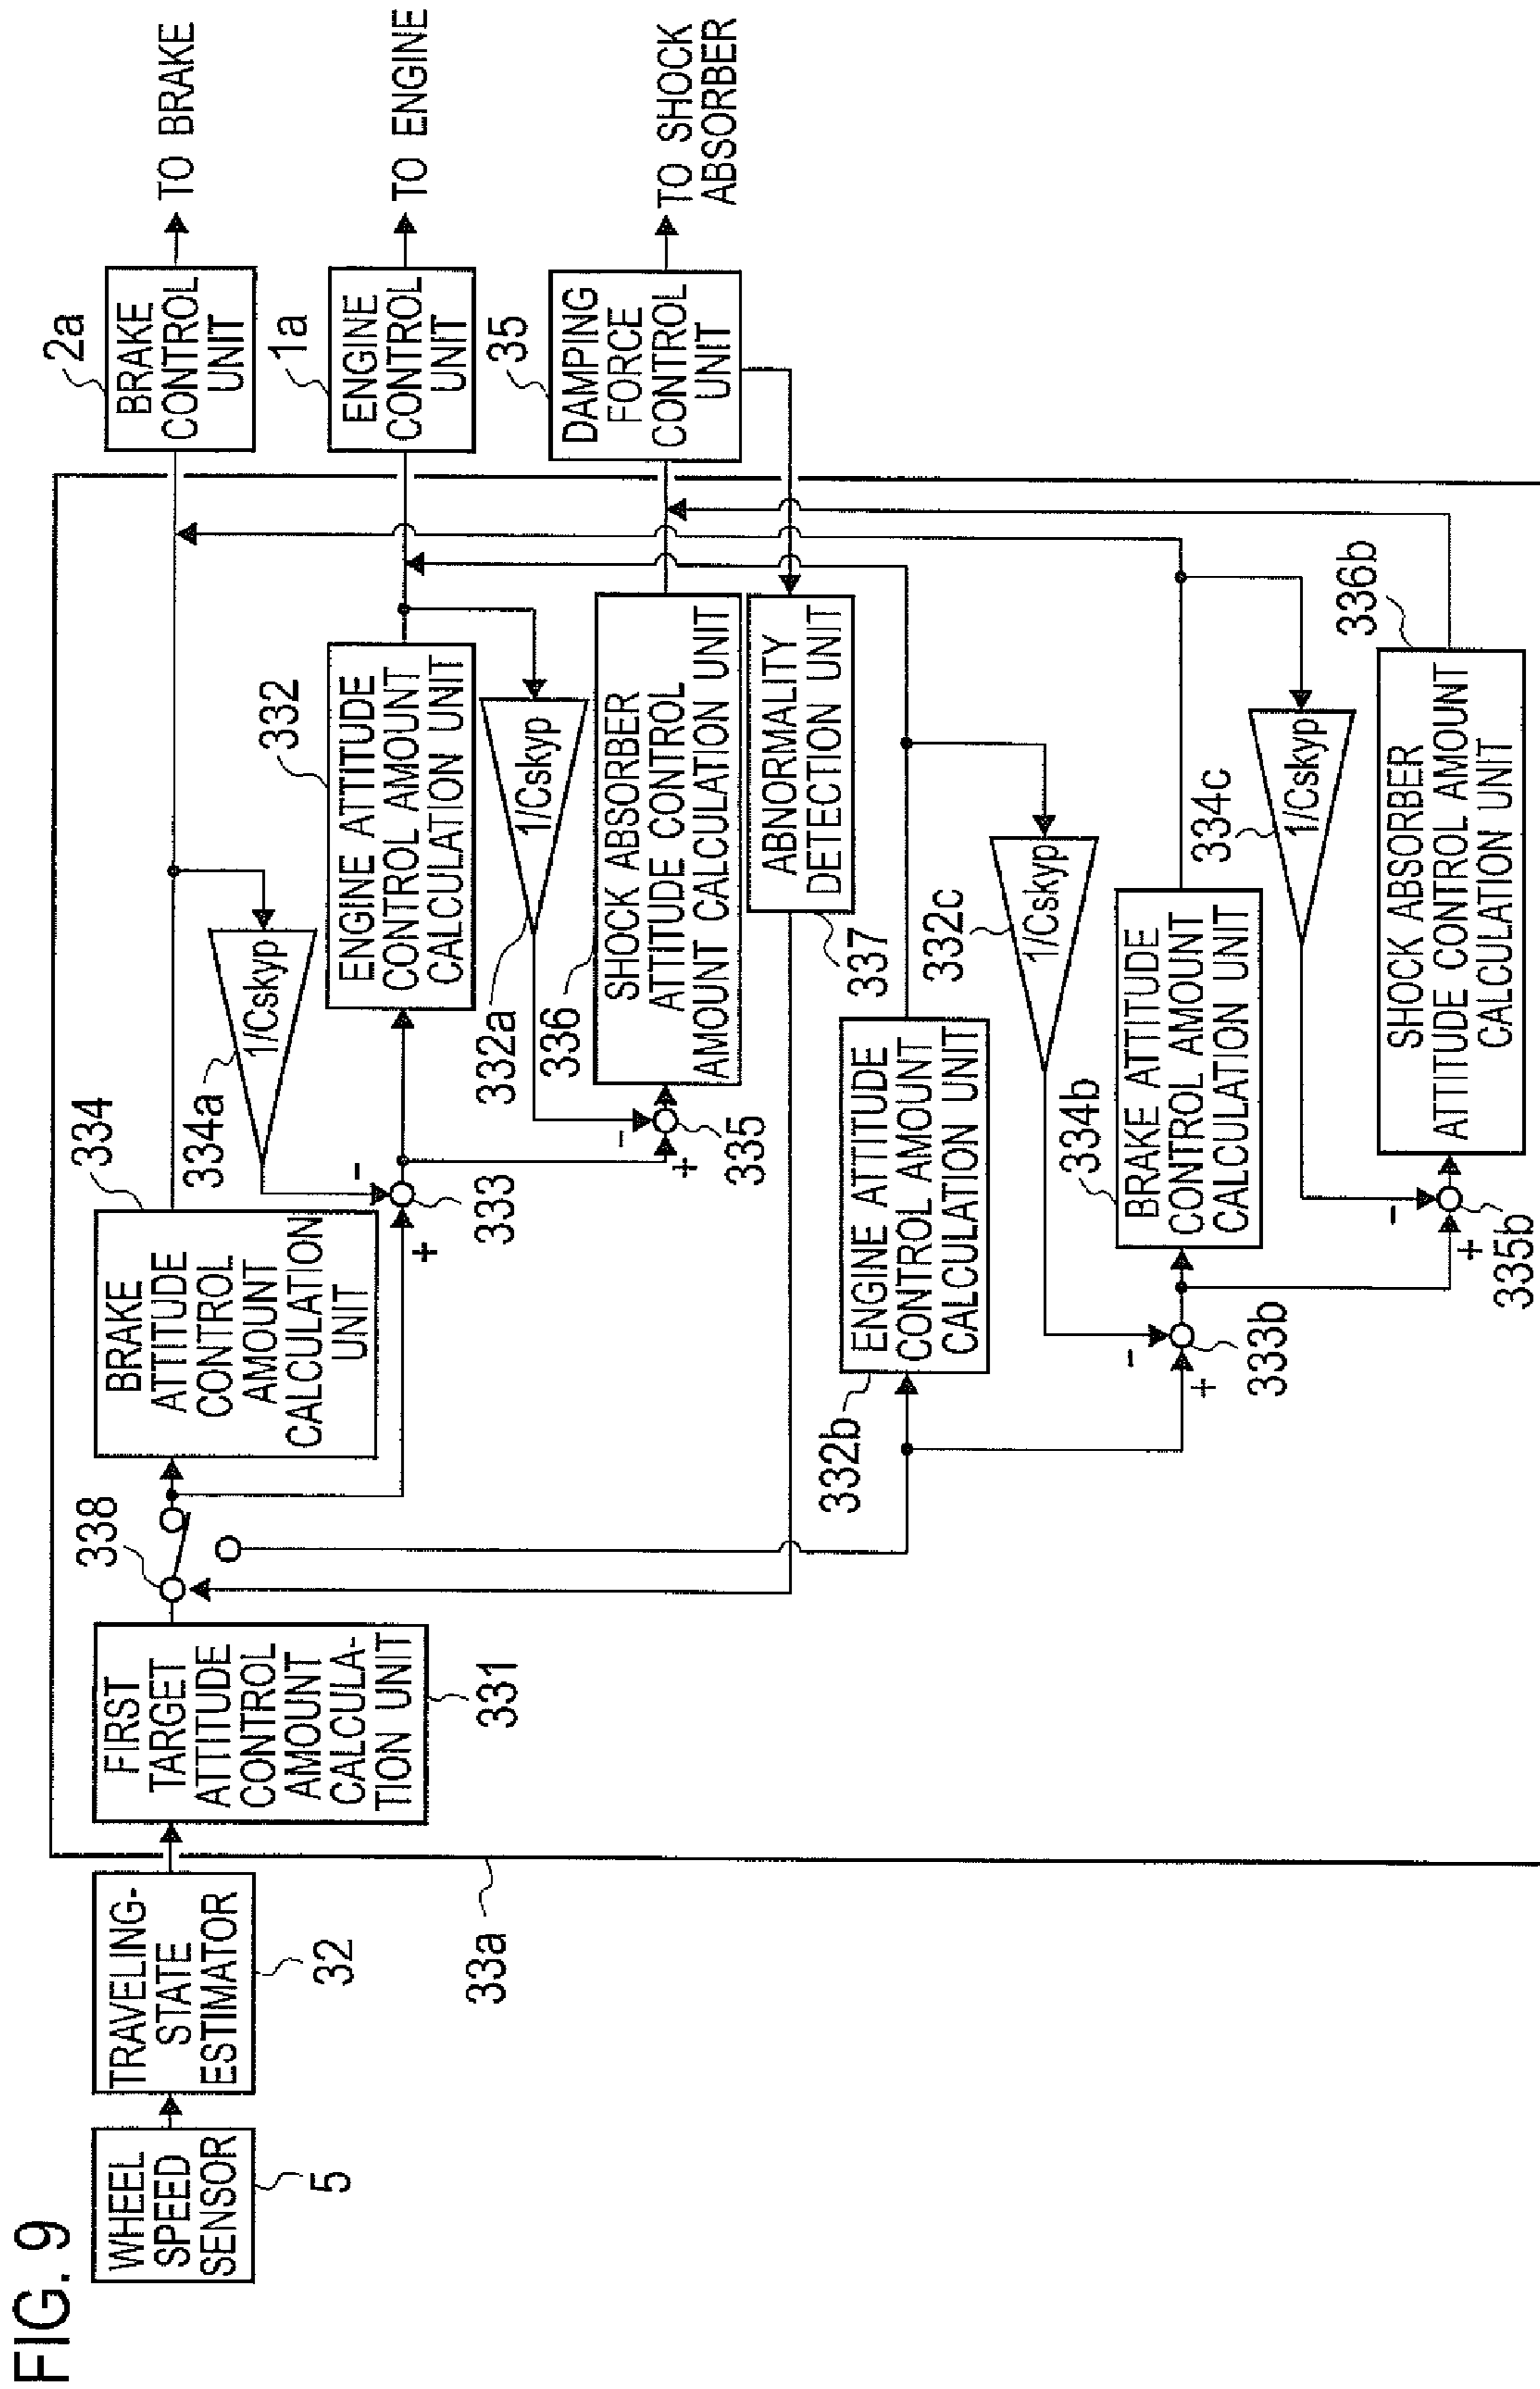 FIG. 9
WHEEL
SPEED
SENSOR
5
TRAVELING-
STATE
ESTIMATOR
32
33a
FIRST
TARGET
ATTITUDE
CONTROL
AMOUNT
CALCULA-
TION UNIT
331
338
BRAKE
ATTITUDE
CONTROL
AMOUNT
CALCULATION
UNIT
334
334a
1/Cskyp
-
+
333
ENGINE ATTITUDE
CONTROL AMOUNT
CALCULATION UNIT
332
1/Cskyp
332a
-
+
335
336
SHOCK ABSORBER
ATTITUDE CONTROL
AMOUNT CALCULATION UNIT
ABNORMALITY
DETECTION UNIT
337
2a
BRAKE
CONTROL
UNIT
TO BRAKE
1a
ENGINE
CONTROL
UNIT
TO ENGINE
35
DAMPING
FORCE
CONTROL
UNIT
TO SHOCK
ABSORBER
332b
ENGINE ATTITUDE
CONTROL AMOUNT
CALCULATION UNIT
332c
1/Cskyp
-
+
333b
334b
BRAKE ATTITUDE
CONTROL AMOUNT
CALCULATION UNIT
334c
1/Cskyp
-
+
335b
336b
SHOCK ABSORBER
ATTITUDE CONTROL AMOUNT
CALCULATION UNIT